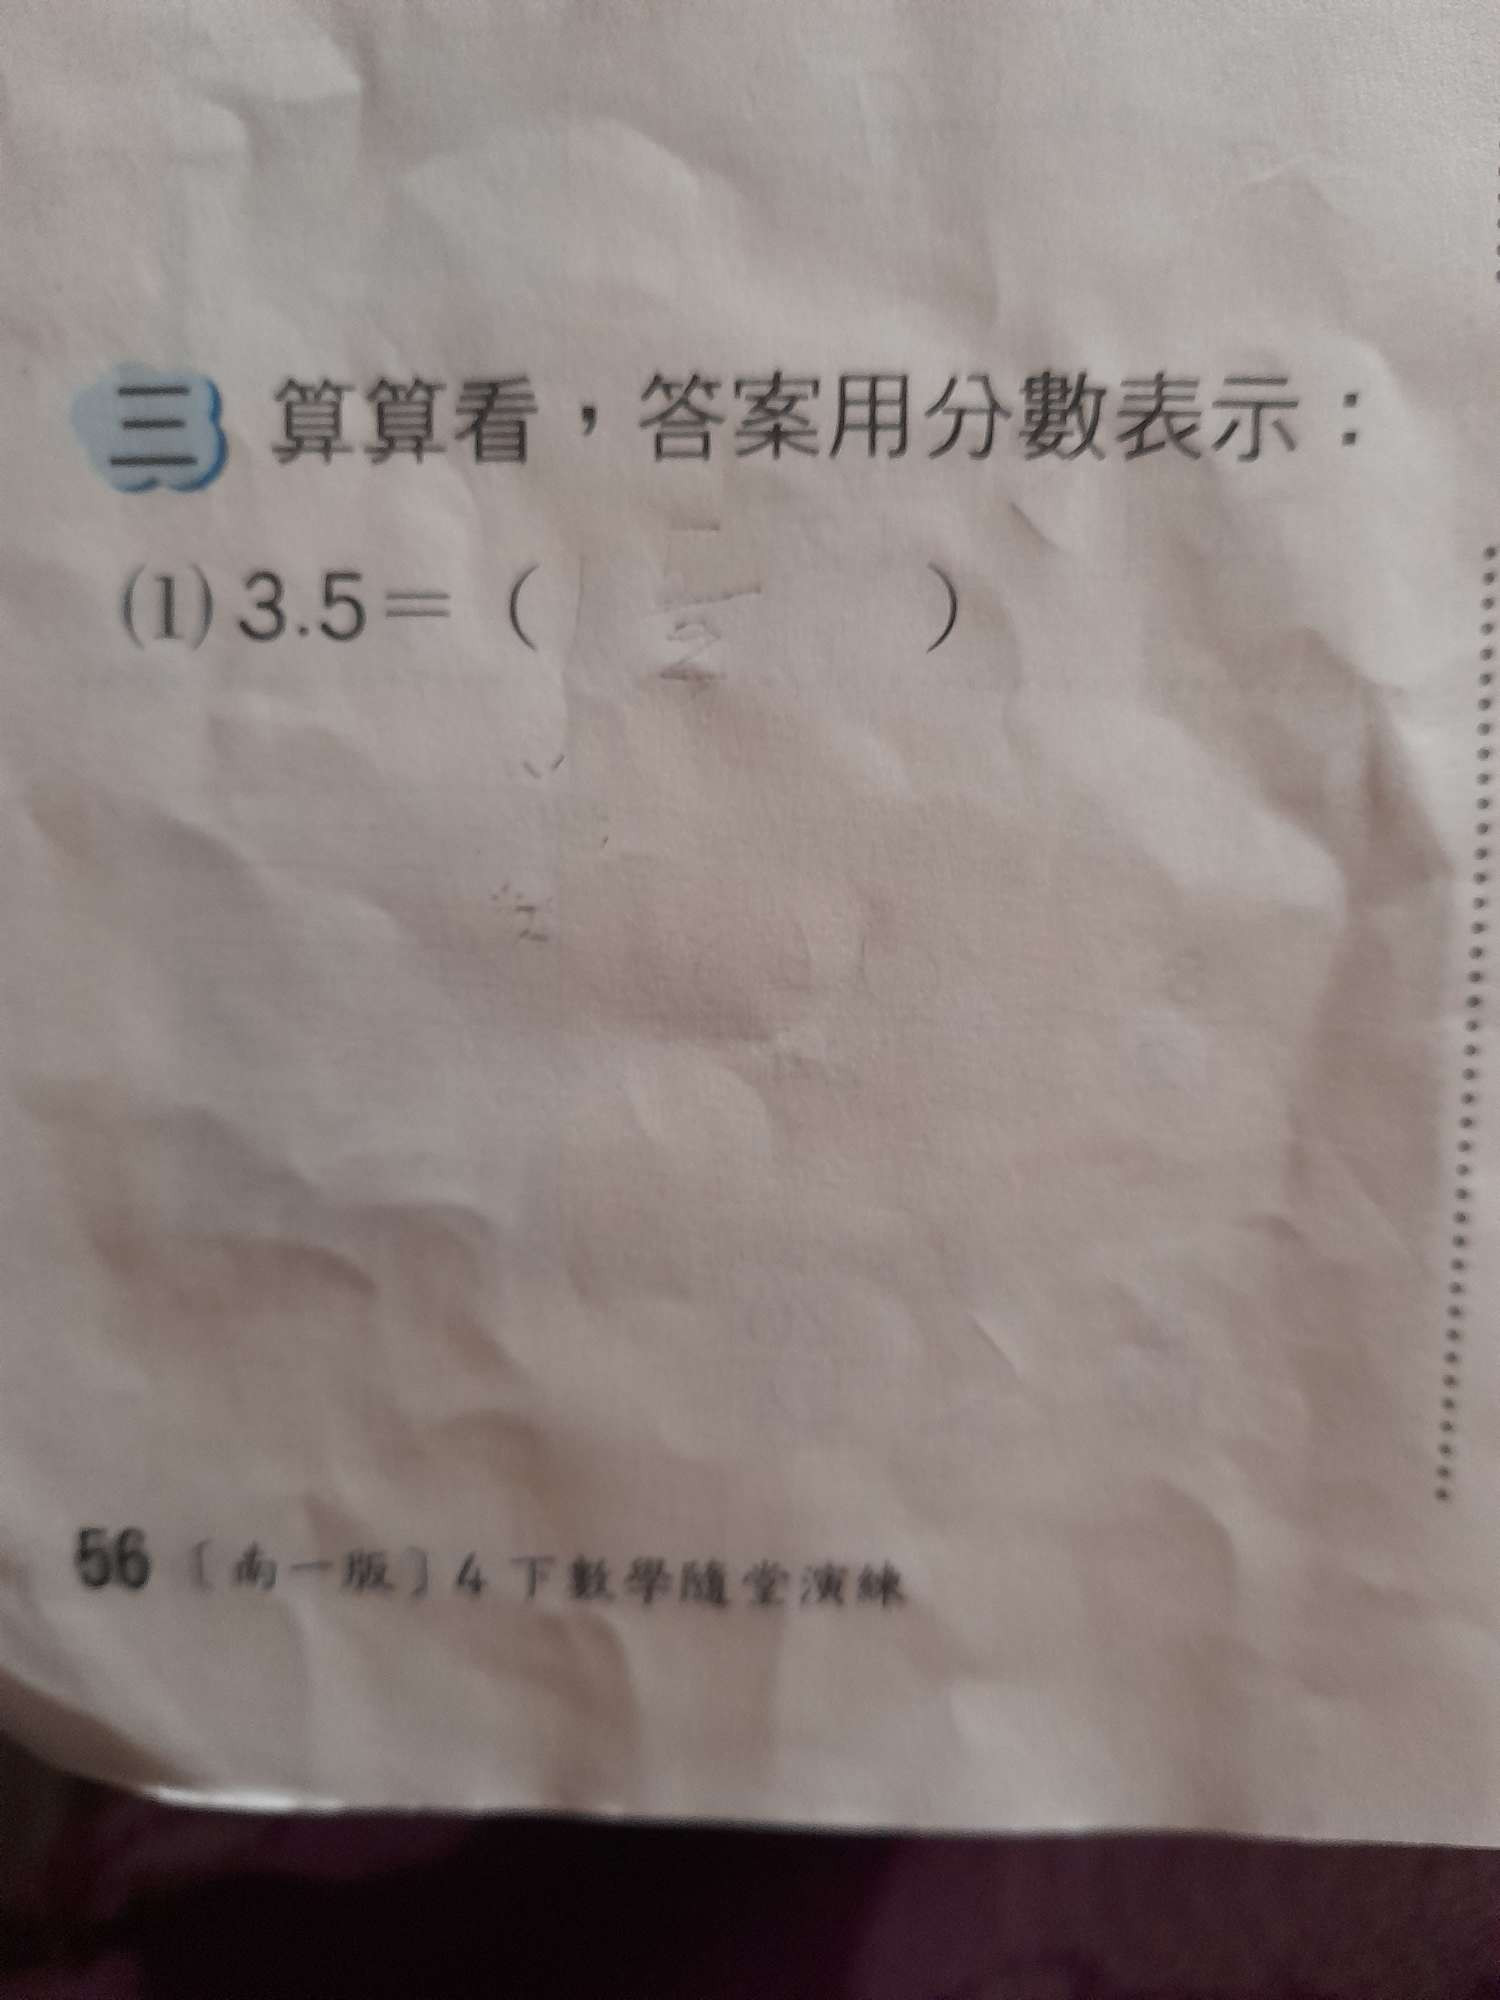 三 算算看，答案用分數表示：
(1) 3.5＝（ ）
56〔南一版〕4下數學隨堂演練